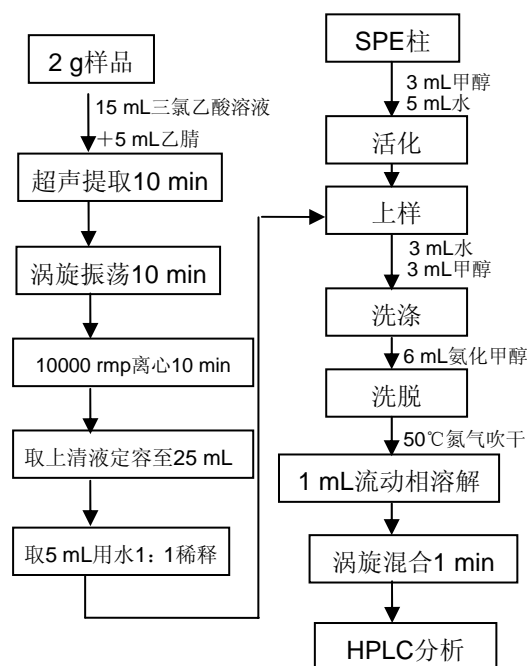 2 g样品
15 mL三氯乙酸溶液
+5 mL乙腈
超声提取10 min
涡旋振荡10 min
10000 rmp离心10 min
取上清液定容至25 mL
取5 mL用水1：1稀释
SPE柱
3 mL甲醇
5 mL水
活化
上样
3 mL水
3 mL甲醇
洗涤
6 mL氨化甲醇
洗脱
50℃氮气吹干
1 mL流动相溶解
涡旋混合1 min
HPLC分析